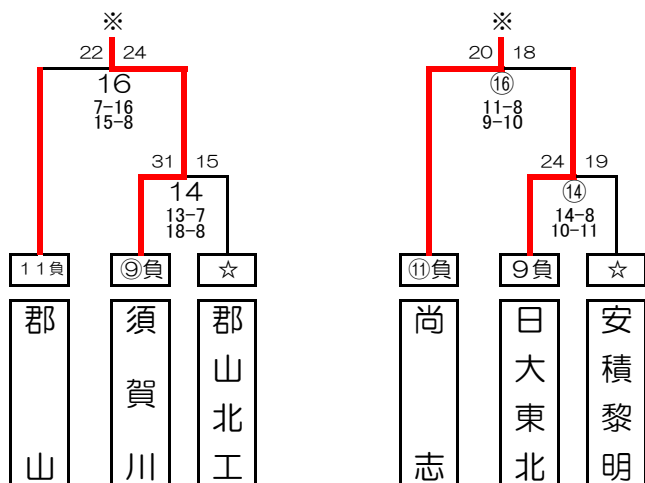 ※ ※
22 24 20 18
16 ⑯
7-16 11-8
15-8 9-10
31 15 24 19
14 ⑭
13-7 14-8
18-8 10-11
11負 ⑨負 ☆ ⑪負 9負 ☆
郡山 須賀川 郡山北工 尚志 日大東北 安積黎明